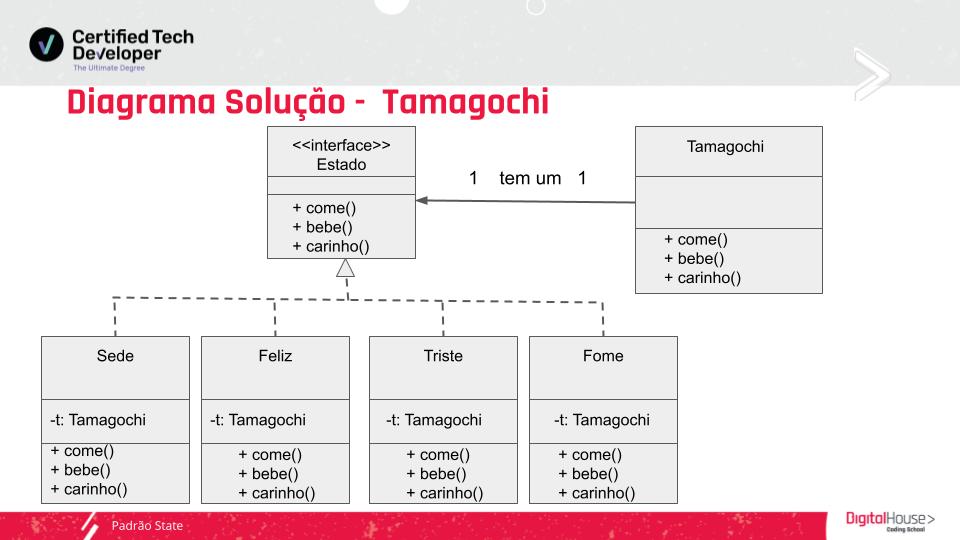 Certified Tech
Developer
The Ultimate Degree
Diagrama Solução - Tamagochi
<<interface>>
Estado
+ come()
+ bebe()
+ carinho()
1 tem um 1
Tamagochi
+ come()
+ bebe()
+ carinho()
Sede
-t: Tamagochi
+ come()
+ bebe()
+ carinho()
Feliz
-t: Tamagochi
+ come()
+ bebe()
+ carinho()
Triste
-t: Tamagochi
+ come()
+ bebe()
+ carinho()
Fome
-t: Tamagochi
+ come()
+ bebe()
+ carinho()
Padrão State
DigitalHouse>
Coding School